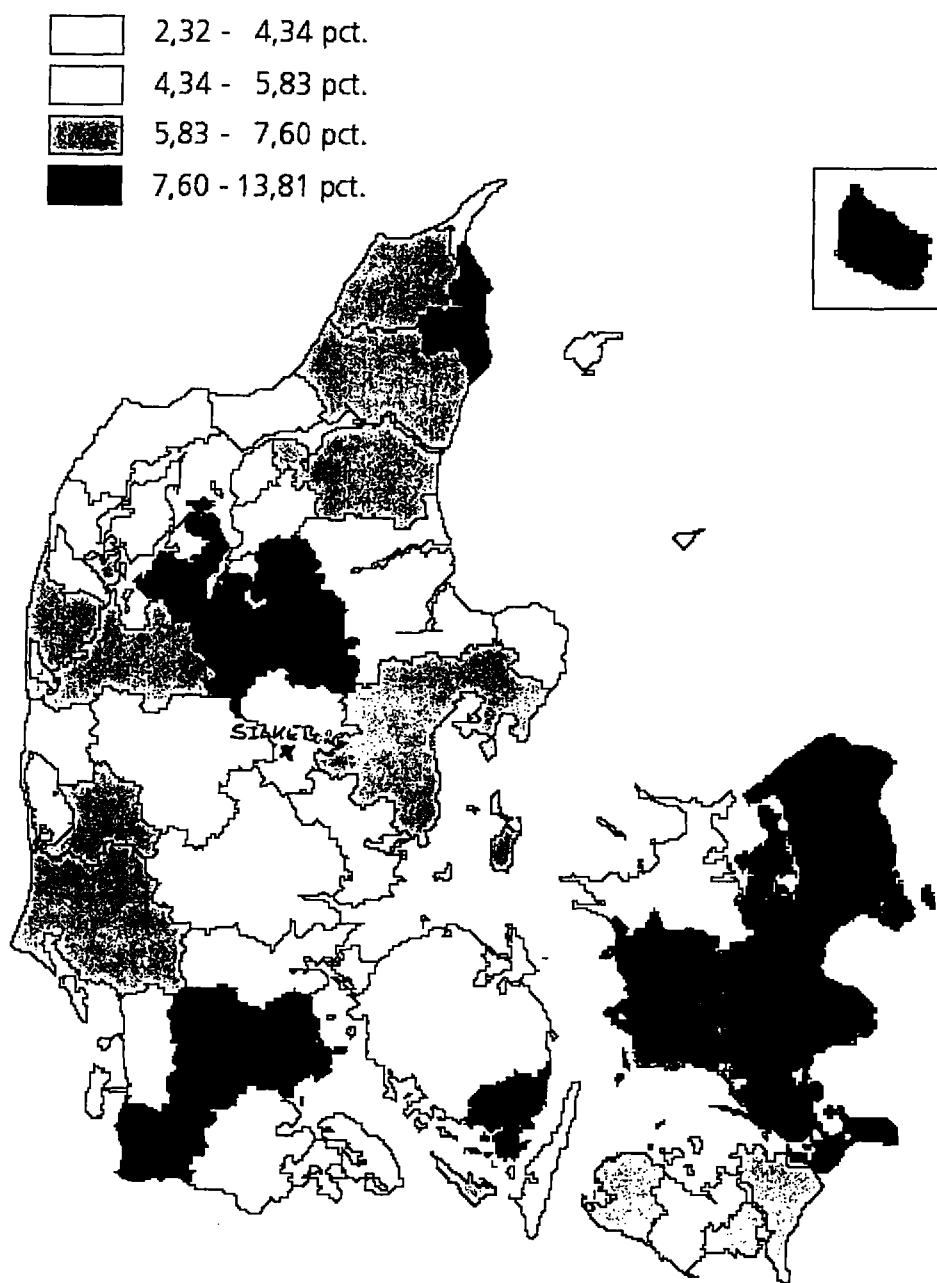 2,32 - 4,34 pct.
4,34 - 5,83 pct.
5,83 - 7,60 pct.
7,60 - 13,81 pct.